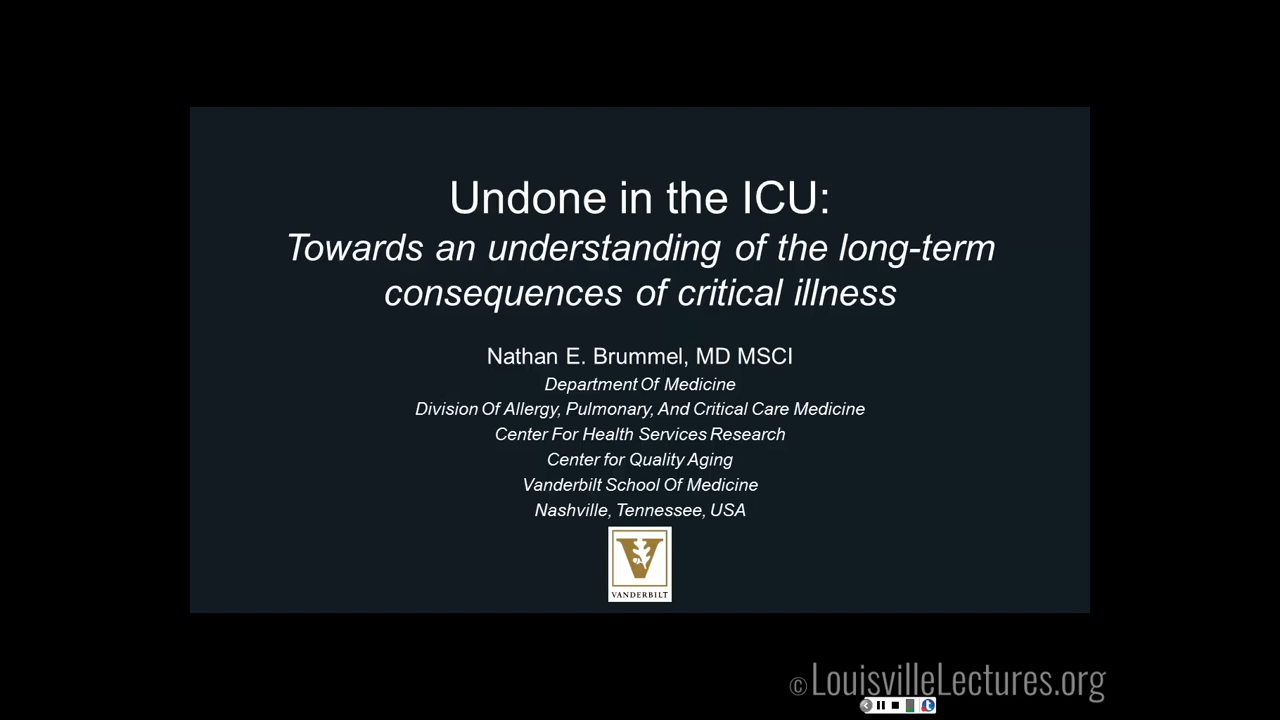 Undone in the ICU:
Towards an understanding of the long-term
consequences of critical illness
Nathan E. Brummel, MD MSCI
Department Of Medicine
Division Of Allergy, Pulmonary, And Critical Care Medicine
Center For Health Services Research
Center for Quality Aging
Vanderbilt School Of Medicine
Nashville, Tennessee, USA
V
VANDERBILT
© LouisvilleLectures.org